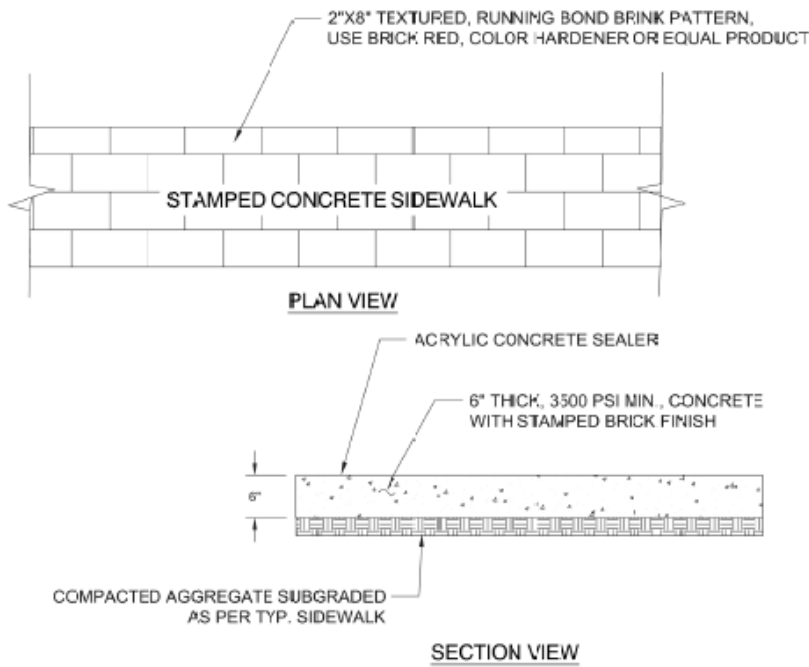 2"X8" TEXTURED, RUNNING BOND BRINK PATTERN,
USE BRICK RED, COLOR HARDENER OR EQUAL PRODUCT
STAMPED CONCRETE SIDEWALK
PLAN VIEW
ACRYLIC CONCRETE SEALER
6" THICK, 3500 PSI MIN., CONCRETE
WITH STAMPED BRICK FINISH
6"
COMPACTED AGGREGATE SUBGRADED
AS PER TYP. SIDEWALK
SECTION VIEW